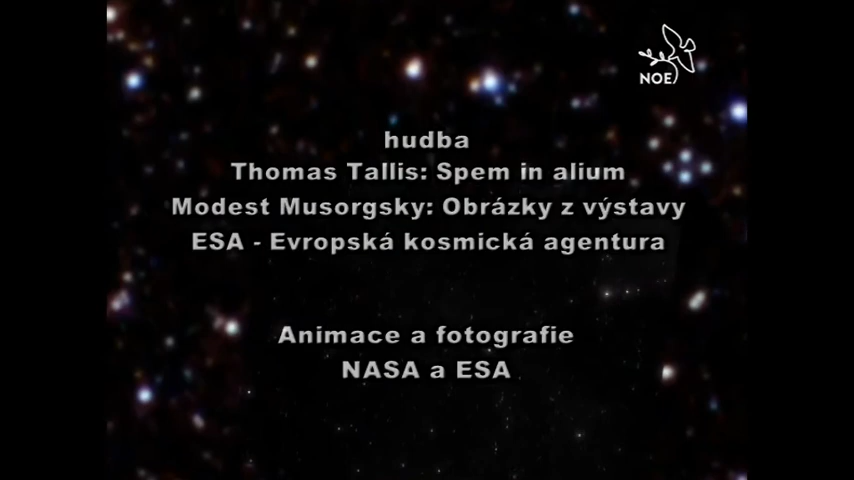 NOE
hudba
Thomas Tallis: Spem in alium
Modest Musorgsky: Obrázky z výstavy
ESA - Evropská kosmická agentura
Animace a fotografie
NASA a ESA